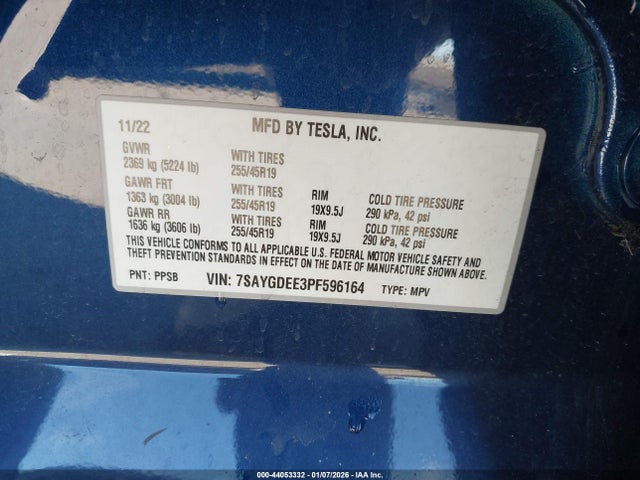 11/22 MFD BY TESLA, INC.
GVWR
2369 kg (5224 lb) WITH TIRES 255/45R19
GAWR FRT
1363 kg (3004 lb) WITH TIRES 255/45R19 RIM 19X9.5J COLD TIRE PRESSURE 290 kPa, 42 psi
GAWR RR
1636 kg (3606 lb) WITH TIRES 255/45R19 RIM 19X9.5J COLD TIRE PRESSURE 290 kPa, 42 psi
THIS VEHICLE CONFORMS TO ALL APPLICABLE U.S. FEDERAL MOTOR VEHICLE SAFETY AND
THEFT PREVENTION STANDARDS IN EFFECT ON THE DATE OF MANUFACTURE SHOWN ABOVE.
PNT: PPSB VIN: 7SAYGDEE3PF596164 TYPE: MPV
000-44053332 - 01/07/2026 - IAA Inc.